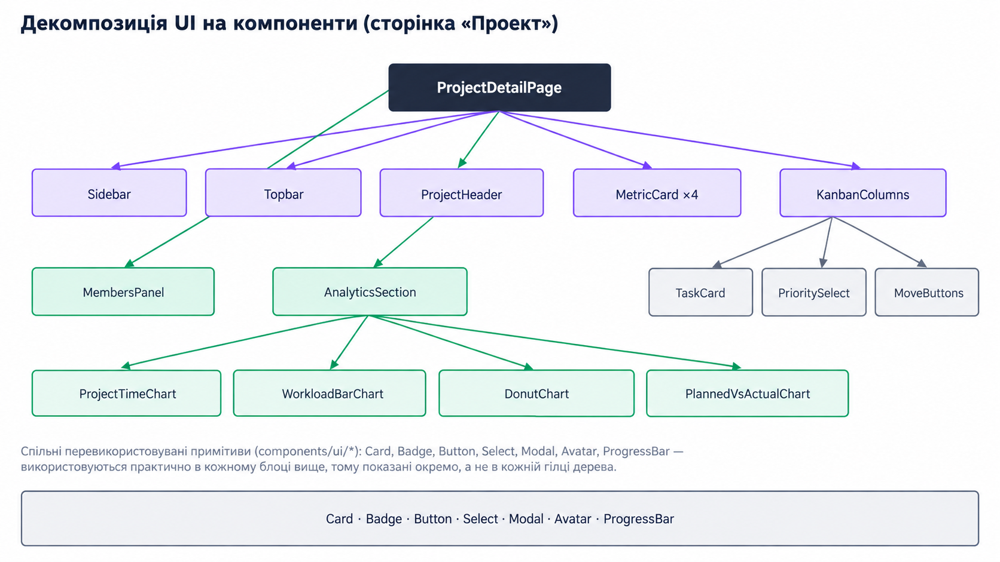 Декомпозиція UI на компоненти (сторінка «Проект»)
ProjectDetailPage
Sidebar
Topbar
ProjectHeader
MetricCard ×4
KanbanColumns
MembersPanel
AnalyticsSection
TaskCard
PrioritySelect
MoveButtons
ProjectTimeChart
WorkloadBarChart
DonutChart
PlannedVsActualChart
Спільні перевикористовувані примітиви (components/ui/*): Card, Badge, Button, Select, Modal, Avatar, ProgressBar —
використовуються практично в кожному блоці вище, тому показані окремо, а не в кожній гілці дерева.
Card · Badge · Button · Select · Modal · Avatar · ProgressBar